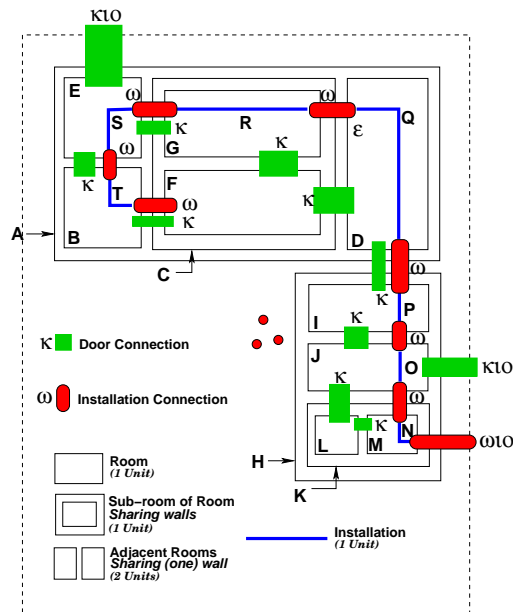 κιο
E
ω
ω
S
R
Q
κ
ω
G
κ
ε
κ
T
F
κ
ω
κ
A
B
D
C
ω
κ
P
I
κ
ω
J
O
κιο
κ
ω
κ
N
L
M
ωιο
H
K
κ Door Connection
ω Installation Connection
Room
(1 Unit)
Sub-room of Room
Sharing walls
(1 Unit)
Adjacent Rooms
Sharing (one) wall
(2 Units)
Installation
(1 Unit)